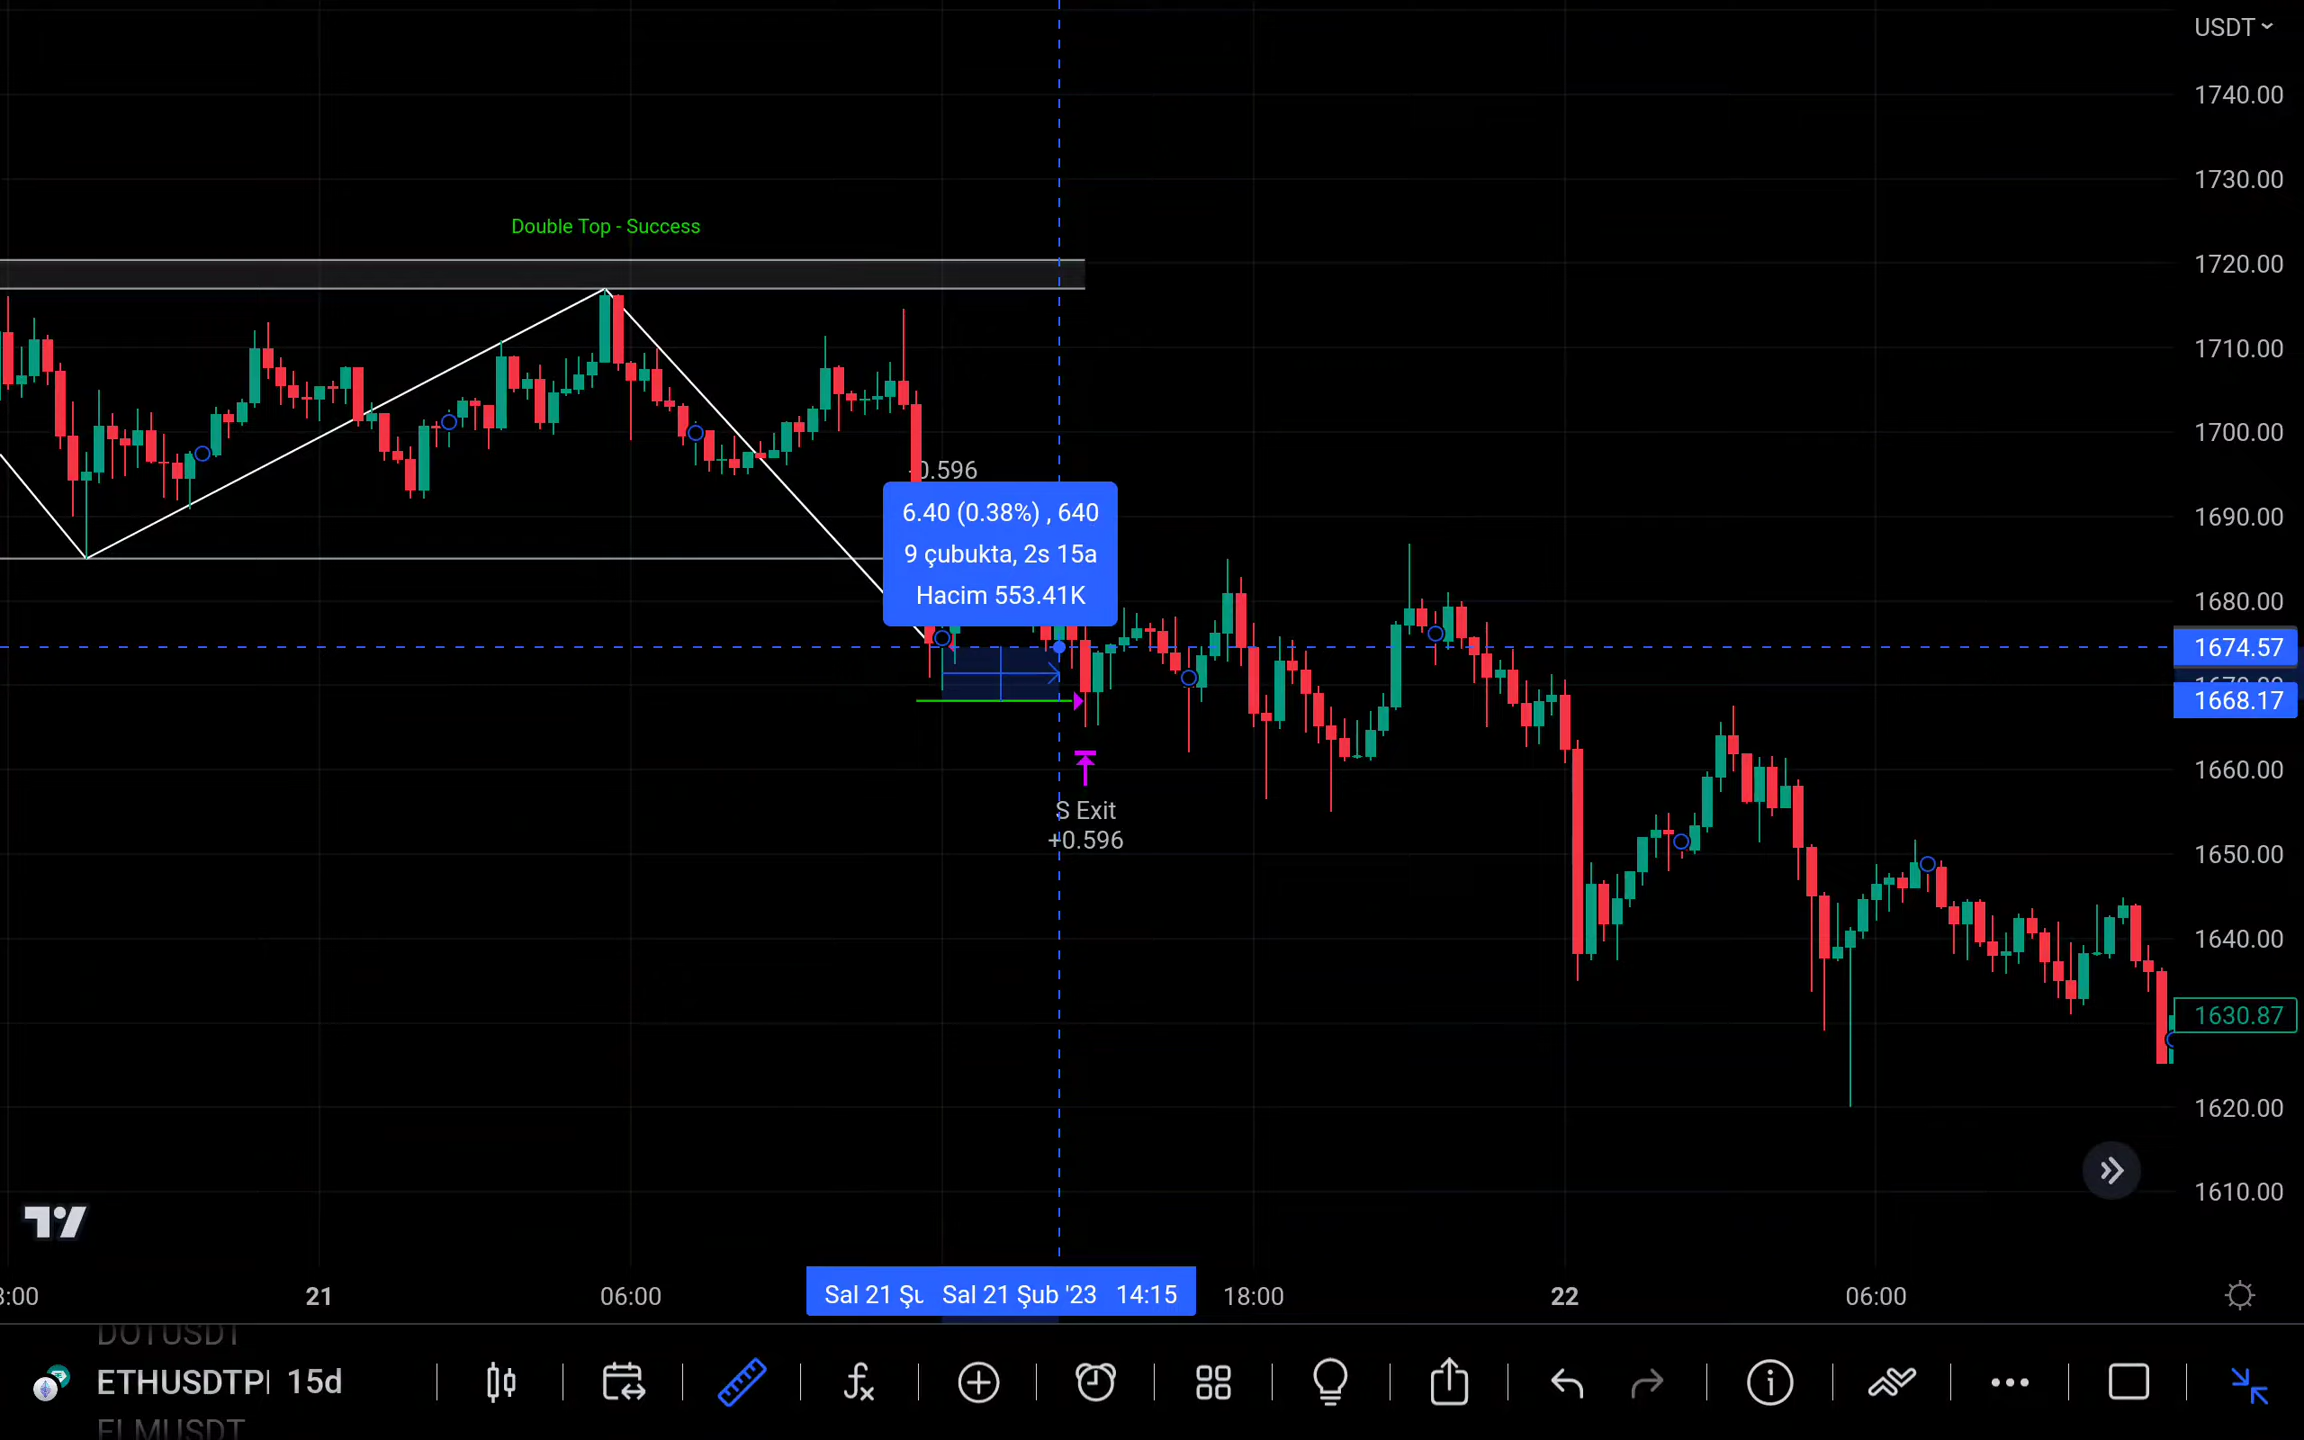 USDT
1740.00
1730.00
Double Top - Success
1720.00
1710.00
1700.00
-0.596
1690.00
6.40 (0.38%) , 640
9 çubukta, 2s 15a
Hacim 553.41K
1680.00
1674.57
1668.17
1660.00
S Exit
+0.596
1650.00
1640.00
1630.87
1620.00
1610.00
3:00
21
06:00
Sal 21 Şu
Sal 21 Şub '23 14:15
18:00
22
06:00
DOTUSDT
ETHUSDTP 15d